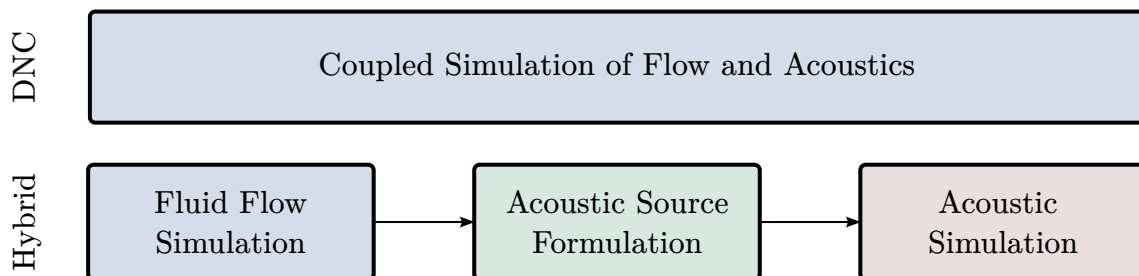 DNC
Coupled Simulation of Flow and Acoustics
Hybrid
Fluid Flow
Simulation
Acoustic Source
Formulation
Acoustic
Simulation